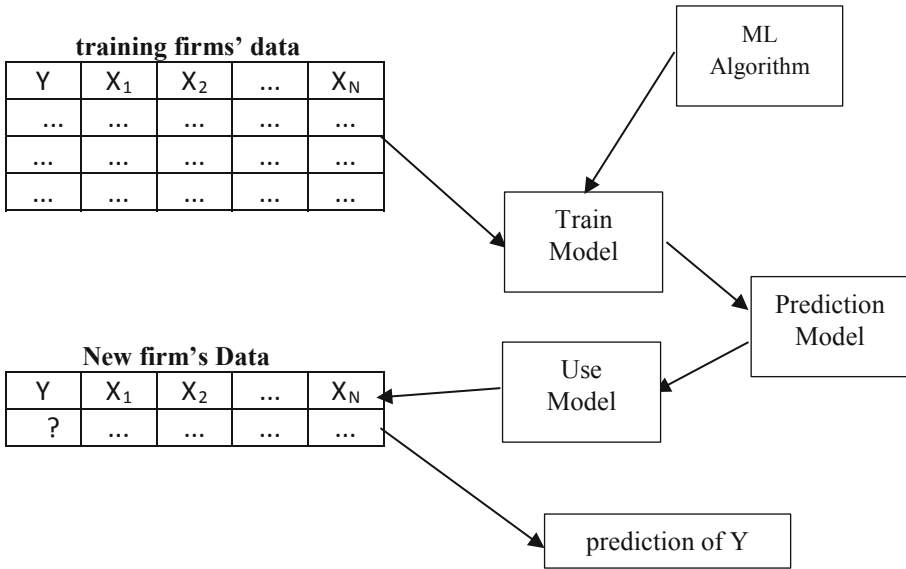 training firms’ data
Y X₁ X₂ ... X_N
... ... ... ... ...
... ... ... ... ...
... ... ... ... ...
ML
Algorithm
Train
Model
Prediction
Model
New firm’s Data
Y X₁ X₂ ... X_N
? ... ... ... ...
Use
Model
prediction of Y